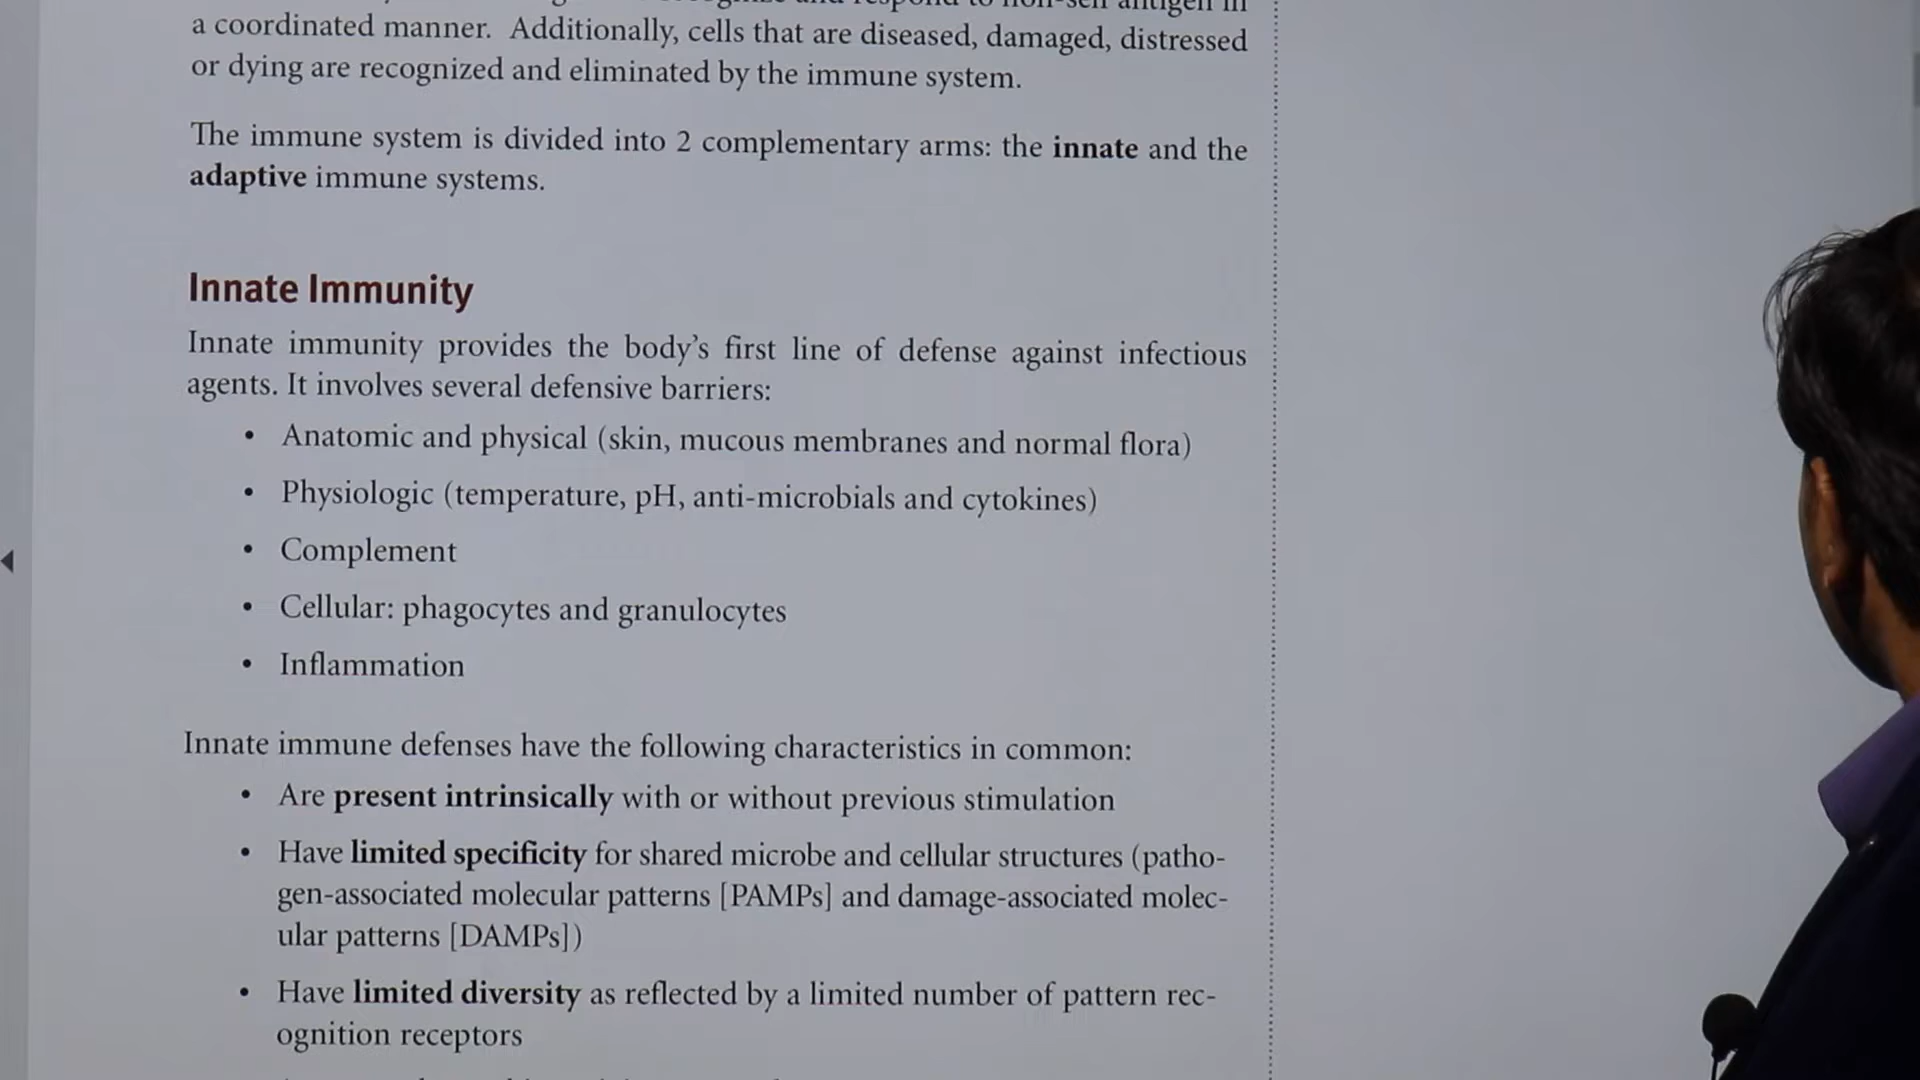 respond to non-self antigen in
a coordinated manner. Additionally, cells that are diseased, damaged, distressed
or dying are recognized and eliminated by the immune system.
The immune system is divided into 2 complementary arms: the innate and the
adaptive immune systems.
Innate Immunity
Innate immunity provides the body’s first line of defense against infectious
agents. It involves several defensive barriers:
• Anatomic and physical (skin, mucous membranes and normal flora)
• Physiologic (temperature, pH, anti-microbials and cytokines)
• Complement
• Cellular: phagocytes and granulocytes
• Inflammation
Innate immune defenses have the following characteristics in common:
• Are present intrinsically with or without previous stimulation
• Have limited specificity for shared microbe and cellular structures (patho-
gen-associated molecular patterns [PAMPs] and damage-associated molec-
ular patterns [DAMPs])
• Have limited diversity as reflected by a limited number of pattern rec-
ognition receptors